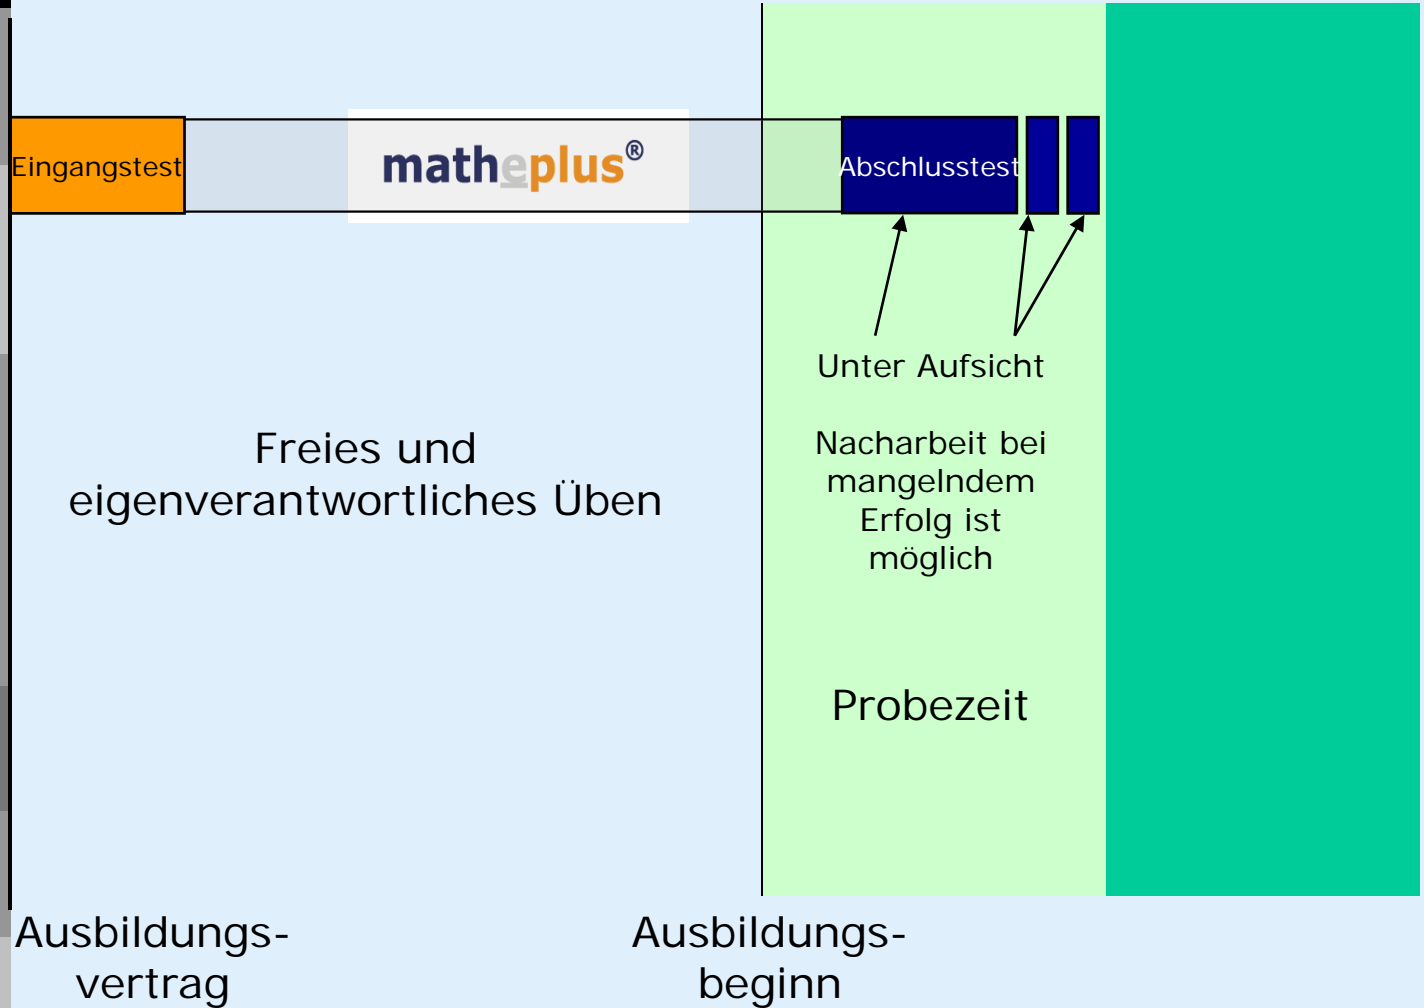 Eingangstest
matheplus®
Abschlusstest
Unter Aufsicht
Freies und
eigenverantwortliches Üben
Nacharbeit bei
mangelndem
Erfolg ist
möglich
Probezeit
Ausbildungs-
vertrag
Ausbildungs-
beginn